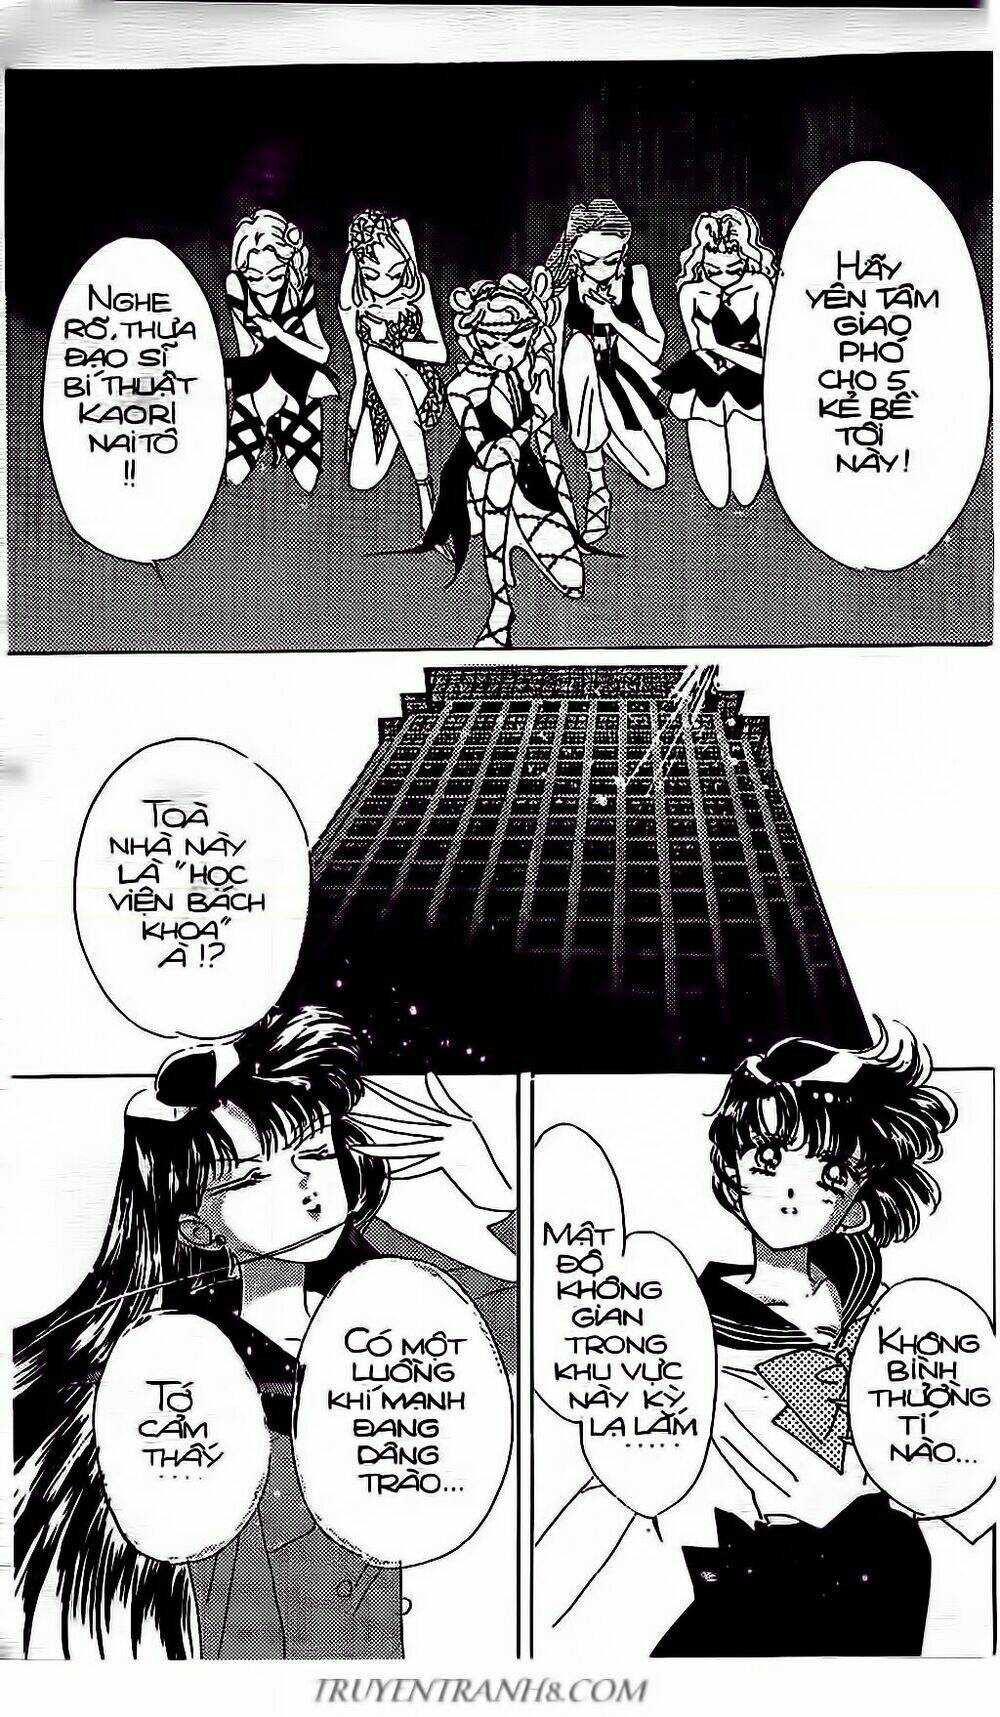 NGHE
RÕ, THƯA
ĐẠO SĨ
BÍ THUẬT
KAORI
NAITÔ
!!
HÃY
YÊN TÂM
GIAO
PHÓ
CHO 5
KẺ BỀ
TÔI
NÀY!
TOÀ
NHÀ NÀY
LÀ "HỌC
VIỆN BÁCH
KHOA"
À!?
TỚ
CẢM
THẤY
.....
CÓ MỘT
LUỒNG
KHÍ MẠNH
ĐANG
DÂNG
TRÀO...
MẬT
ĐỘ
KHÔNG
GIAN
TRONG
KHU VỰC
NÀY KỲ
LẠ LẮM
.....
KHÔNG
BÌNH
THƯỜNG
TÍ
NÀO...
TRUYENTRANH8.COM